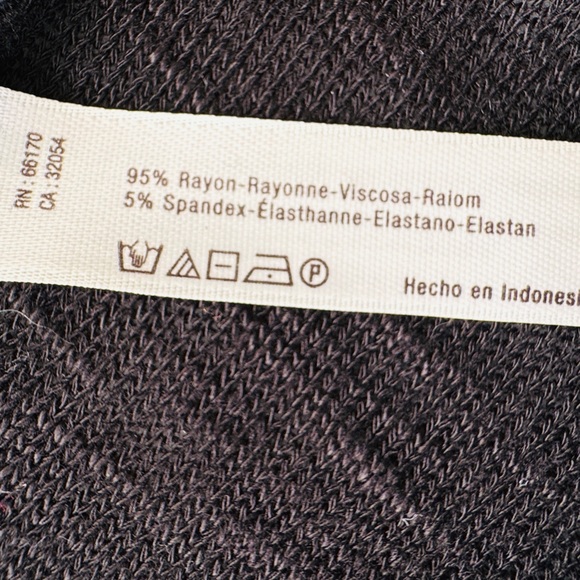 RN: 66170
CA: 32054
95% Rayon-Rayonne-Viscosa-Raiom
5% Spandex-Élasthanne-Elastano-Elastan
P
Hecho en Indonesi